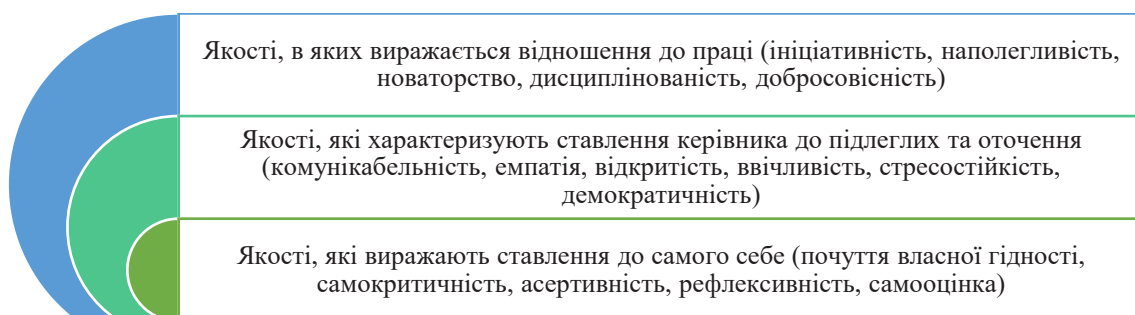 Якості, в яких виражається відношення до праці (ініціативність, наполегливість,
новаторство, дисциплінованість, добросовісність)
Якості, які характеризують ставлення керівника до підлеглих та оточення
(комунікабельність, емпатія, відкритість, ввічливість, стресостійкість,
демократичність)
Якості, які виражають ставлення до самого себе (почуття власної гідності,
самокритичність, асертивність, рефлексивність, самооцінка)